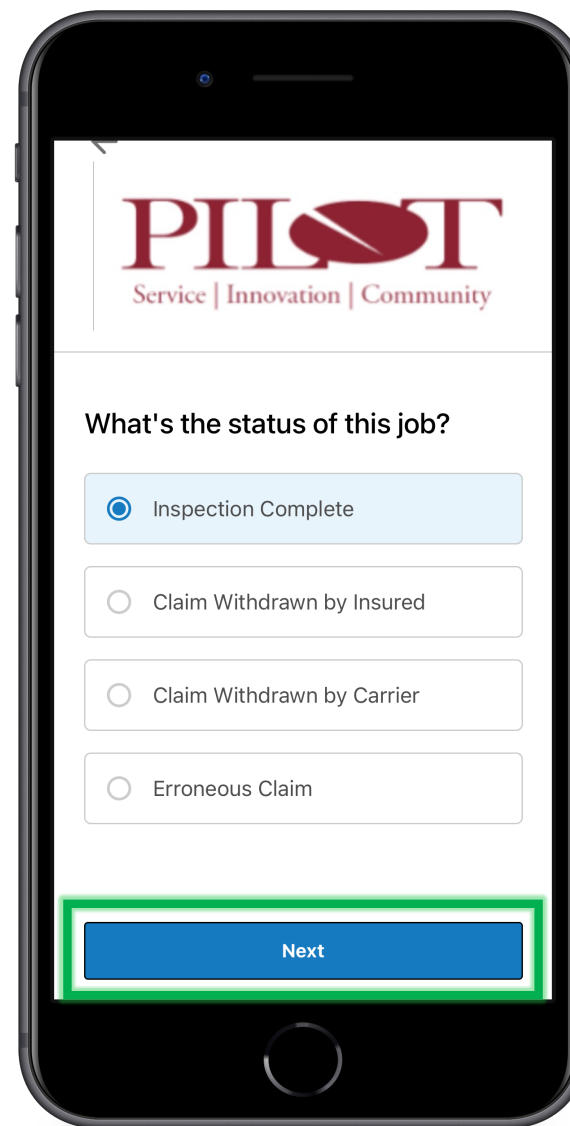 PILOT
Service | Innovation | Community
What's the status of this job?
Inspection Complete
Claim Withdrawn by Insured
Claim Withdrawn by Carrier
Erroneous Claim
Next